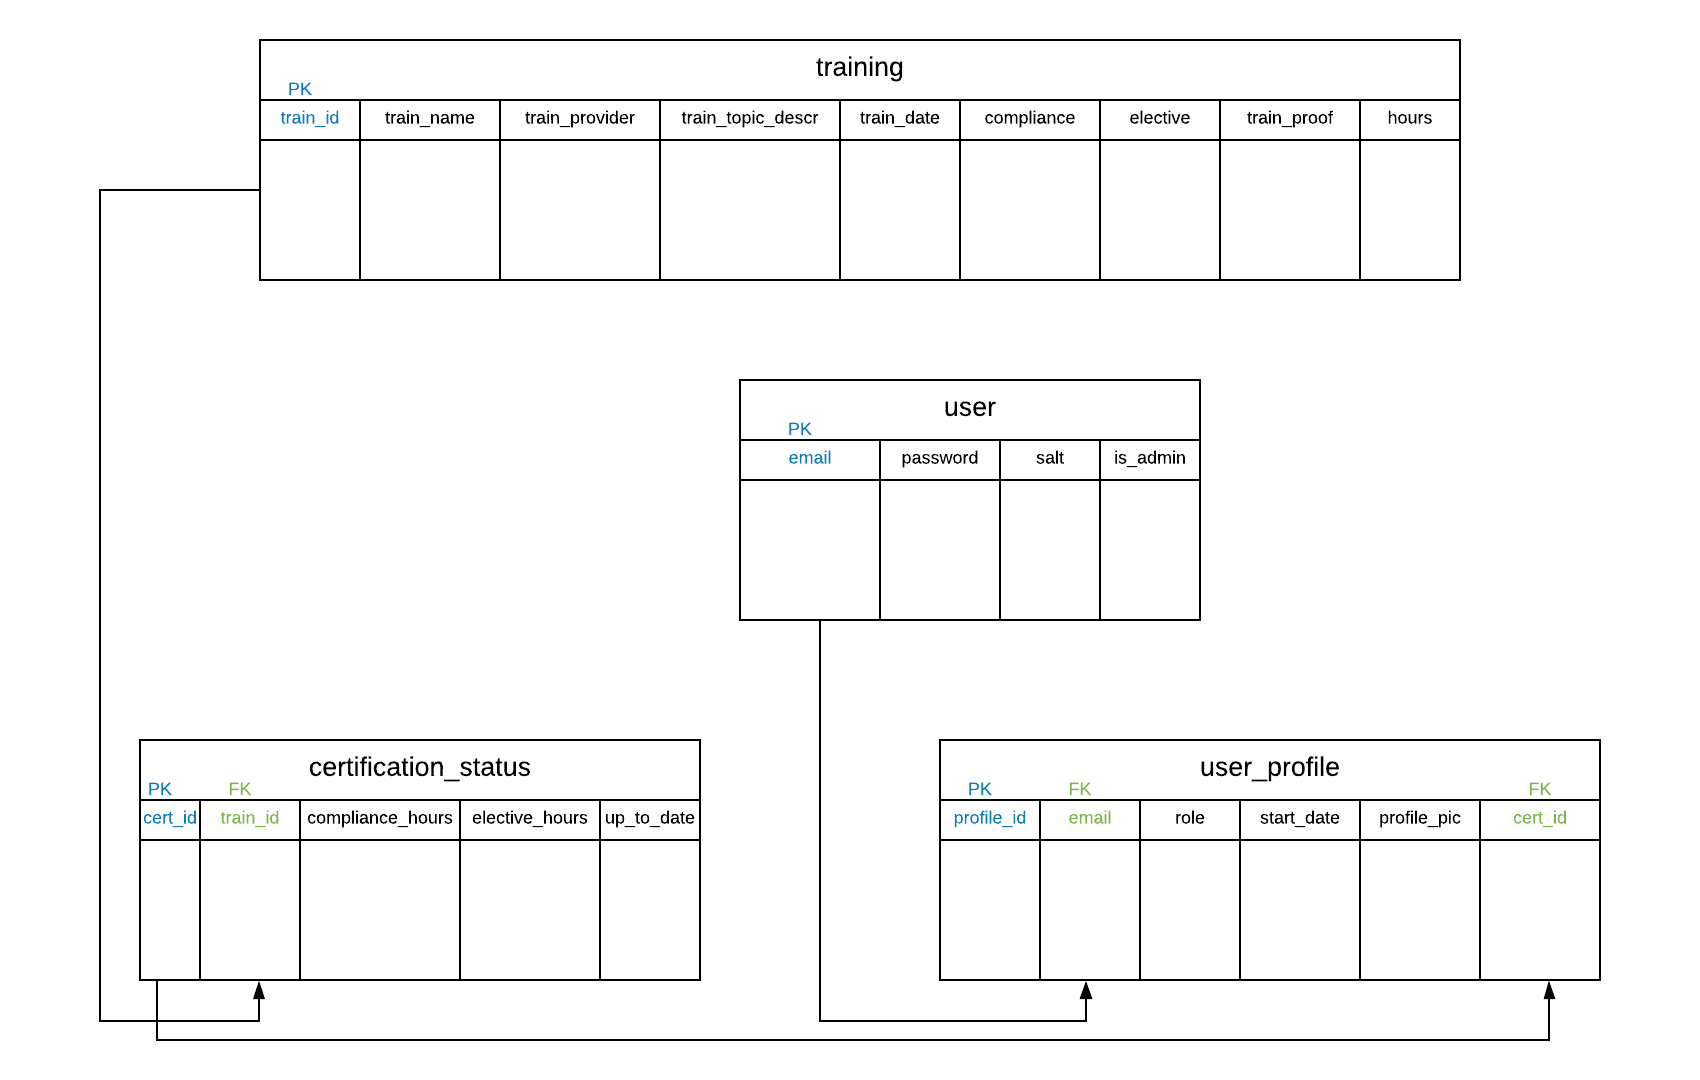 training
PK
train_id train_name train_provider train_topic_descr train_date compliance elective train_proof hours
user
PK
email password salt is_admin
certification_status
PK FK
cert_id train_id compliance_hours elective_hours up_to_date
user_profile
PK FK FK
profile_id email role start_date profile_pic cert_id